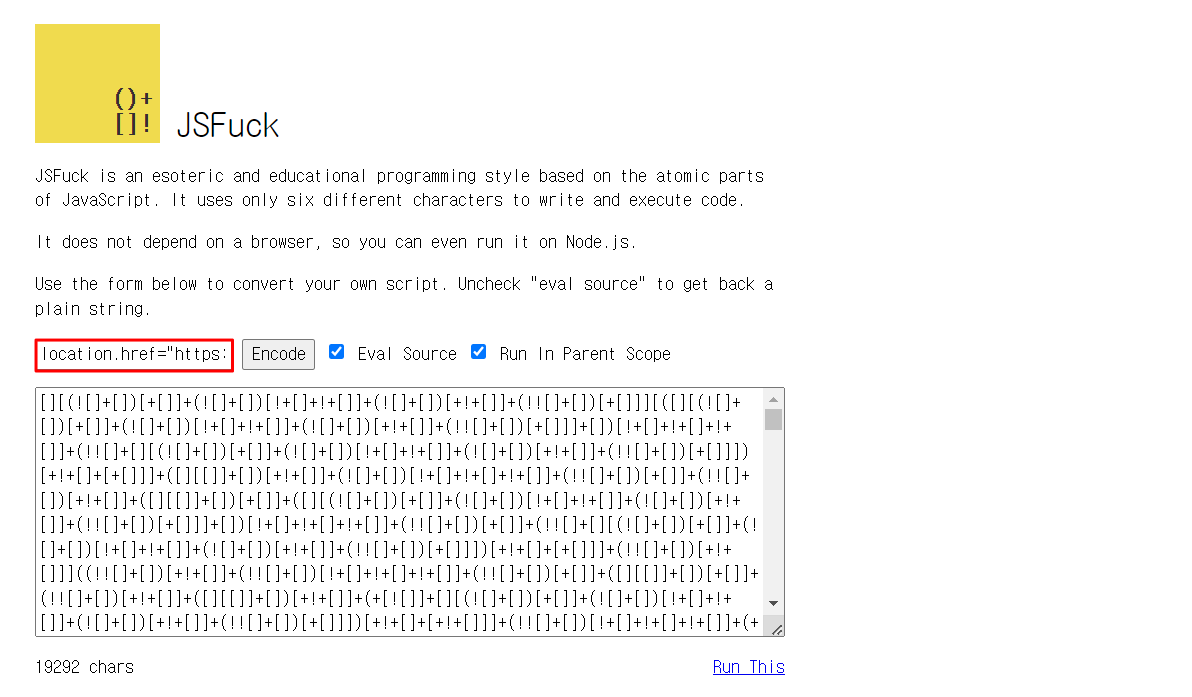 ()+
[]!
JSFuck
JSFuck is an esoteric and educational programming style based on the atomic parts
of JavaScript. It uses only six different characters to write and execute code.
It does not depend on a browser, so you can even run it on Node.js.
Use the form below to convert your own script. Uncheck "eval source" to get back a
plain string.
location.href="https: Encode Eval Source Run In Parent Scope
[][(![]+[])[+[]]+(![]+[])[!+[]+!+[]]+(![]+[])[+!+[]]+(!![]+[])[+[]]][([][(![]+
[])[+[]]+(![]+[])[!+[]+!+[]]+(![]+[])[+!+[]]+(!![]+[])[+[]]]+[])[!+[]+!+[]+!+
[]]+(!![]+[][(![]+[])[+[]]+(![]+[])[!+[]+!+[]]+(![]+[])[+!+[]]+(!![]+[])[+[]]])
[+!+[]+[+[]]]+([][[]]+[])[+!+[]]+(![]+[])[!+[]+!+[]+!+[]]+(!![]+[])[+[]]+(!![]+
[])[+!+[]]+([][[]]+[])[+[]]+([][(![]+[])[+[]]+(![]+[])[!+[]+!+[]]+(![]+[])[+!+
[]]+(!![]+[])[+[]]]+[])[!+[]+!+[]+!+[]]+(!![]+[])[+[]]+(!![]+[][(![]+[])[+[]]+(!
[]+[])[!+[]+!+[]]+(![]+[])[+!+[]]+(!![]+[])[+[]]])[+!+[]+[+[]]]+(!![]+[])[+!+
[]]]((!![]+[])[+!+[]]+(!![]+[])[!+[]+!+[]+!+[]]+(!![]+[])[+[]]+([][[]]+[])[+[]]+
(!![]+[])[+!+[]]+([][[]]+[])[+!+[]]+(+[![]]+[][(![]+[])[+[]]+(![]+[])[!+[]+!+
[]]+(![]+[])[+!+[]]+(!![]+[])[+[]]])[+!+[]+[+!+[]]]+(!![]+[])[!+[]+!+[]+!+[]]+(+
19292 chars
Run This